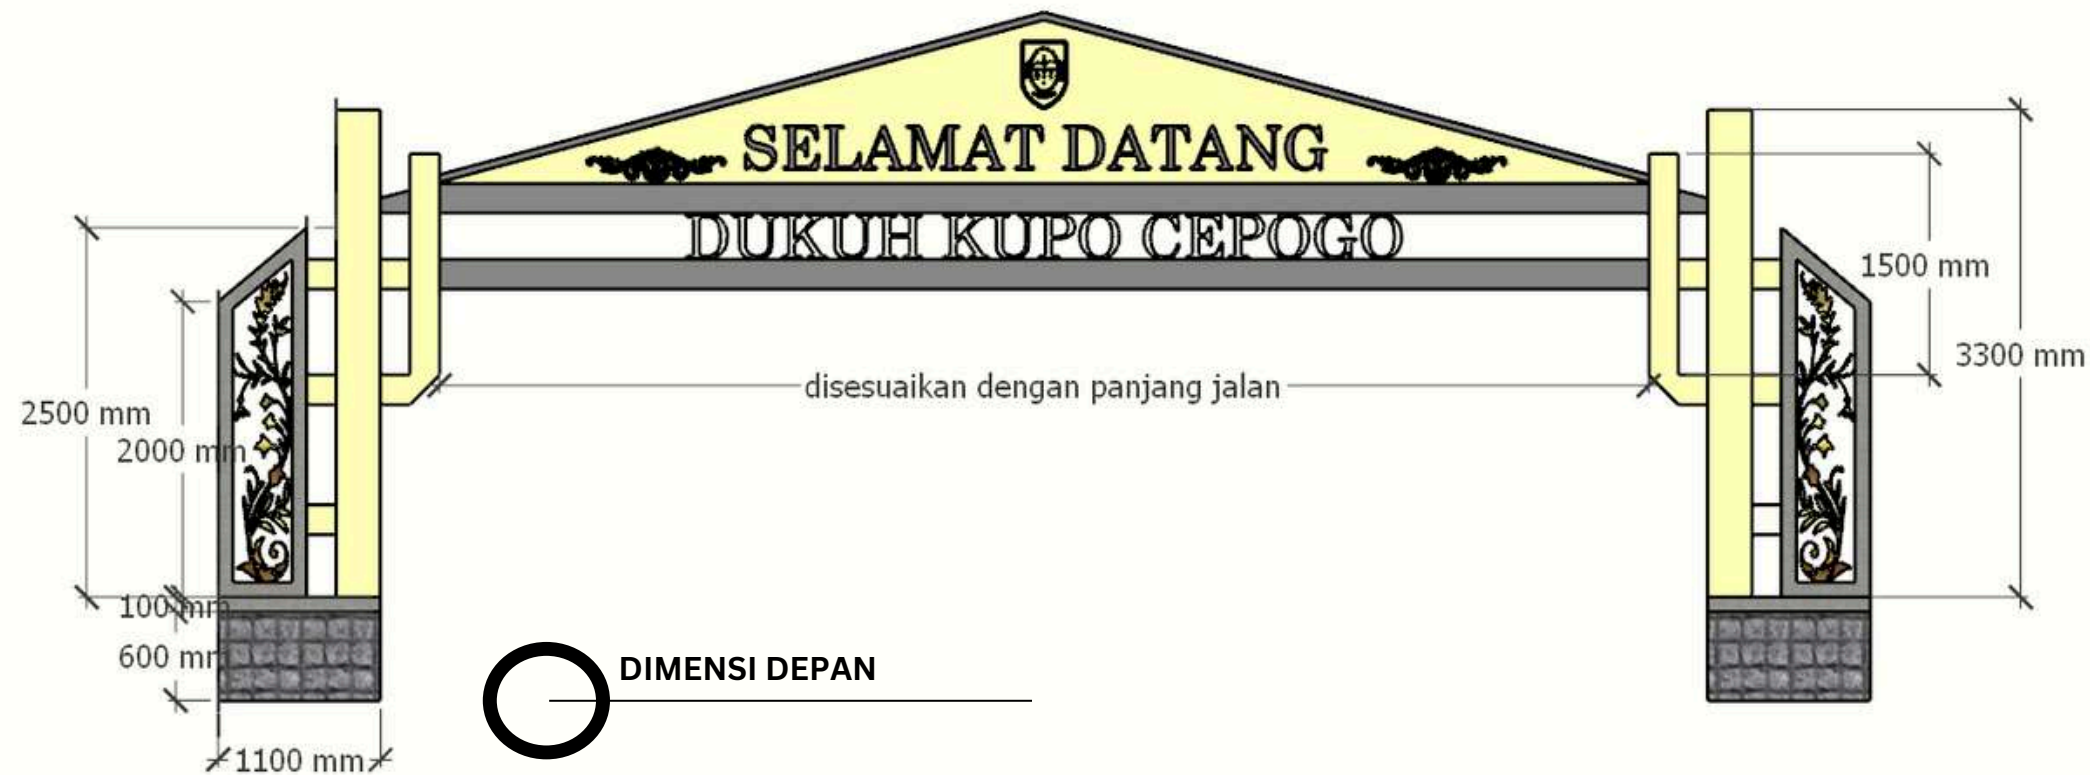 SELAMAT DATANG
DUKUH KUPO CEPOGO
1500 mm
3300 mm
disesuaikan dengan panjang jalan
2500 mm
2000 mm
100 mm
600 mm
DIMENSI DEPAN
1100 mm